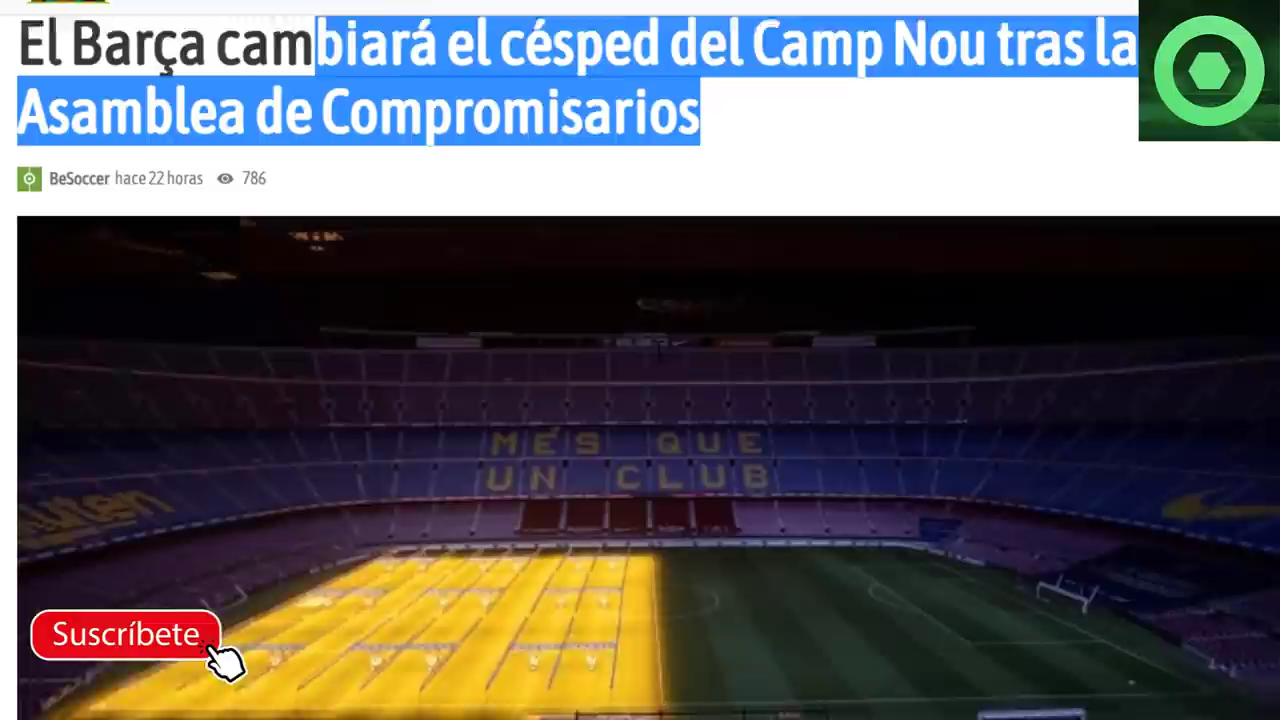 El Barça cambiará el césped del Camp Nou tras la
Asamblea de Compromisarios
BeSoccer hace 22 horas 786
MÉS QUE
UN CLUB
Suscríbete